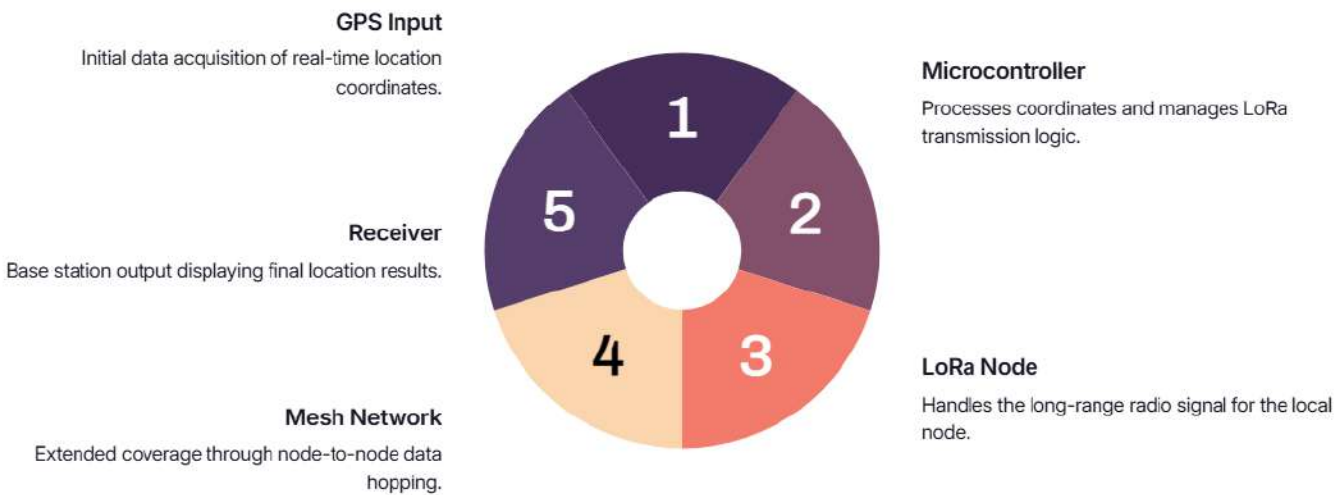 GPS Input
Initial data acquisition of real-time location
coordinates.
1
Microcontroller
Processes coordinates and manages LoRa
transmission logic.
2
LoRa Node
Handles the long-range radio signal for the local
node.
3
Mesh Network
Extended coverage through node-to-node data
hopping.
4
Receiver
Base station output displaying final location results.
5